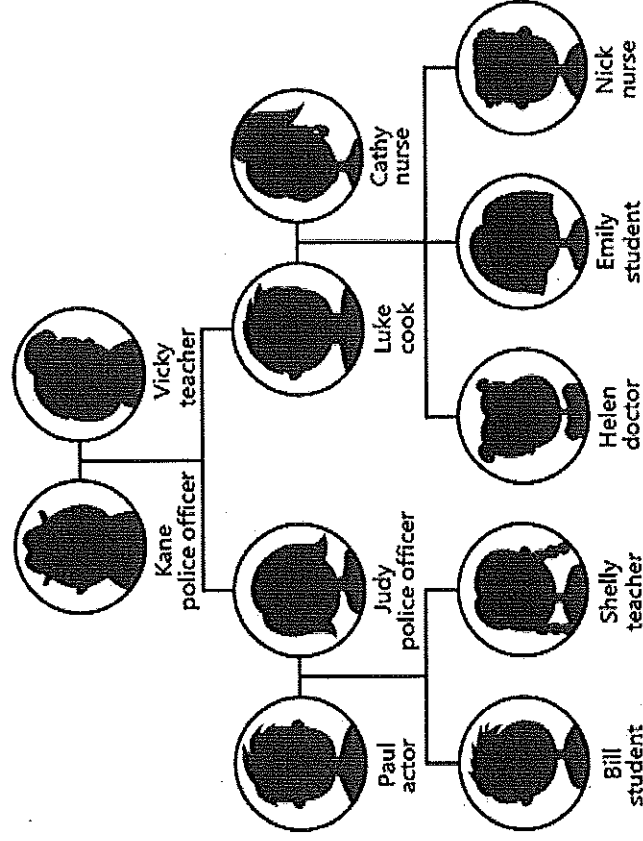 Kane
police officer
Vicky
teacher
Paul
actor
Judy
police officer
Luke
cook
Cathy
nurse
Bill
student
Shelly
teacher
Helen
doctor
Emily
student
Nick
nurse